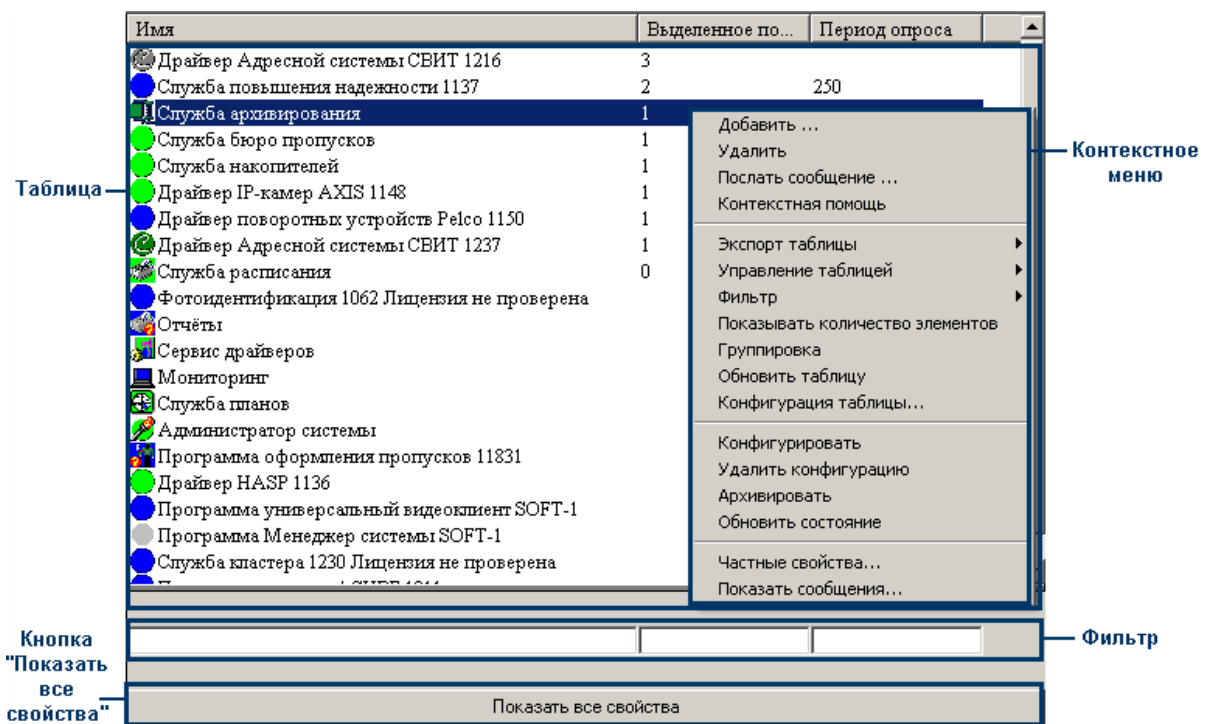 Имя Выделенное по... Период опроса
Драйвер Адресной системы СВИТ 1216 3
Служба повышения надежности 1137 2 250
Служба архивирования 1
Служба бюро пропусков 1
Служба накопителей 1
Драйвер IP-камер AXIS 1148 1
Драйвер поворотных устройств Pelco 1150 1
Драйвер Адресной системы СВИТ 1237 1
Служба расписания 0
Фотоидентификация 1062 Лицензия не проверена
Отчёты
Сервис драйверов
Мониторинг
Служба планов
Администратор системы
Программа оформления пропусков 11831
Драйвер HASP 1136
Программа универсальный видеоклиент SOFT-1
Программа Менеджер системы SOFT-1
Служба кластера 1230 Лицензия не проверена
Добавить ...
Удалить
Послать сообщение ...
Контекстная помощь
Экспорт таблицы
Управление таблицей
Фильтр
Показывать количество элементов
Группировка
Обновить таблицу
Конфигурация таблицы...
Конфигурировать
Удалить конфигурацию
Архивировать
Обновить состояние
Частные свойства...
Показать сообщения...
Таблица
Контекстное
меню
Фильтр
Кнопка
"Показать
все
свойства"
Показать все свойства